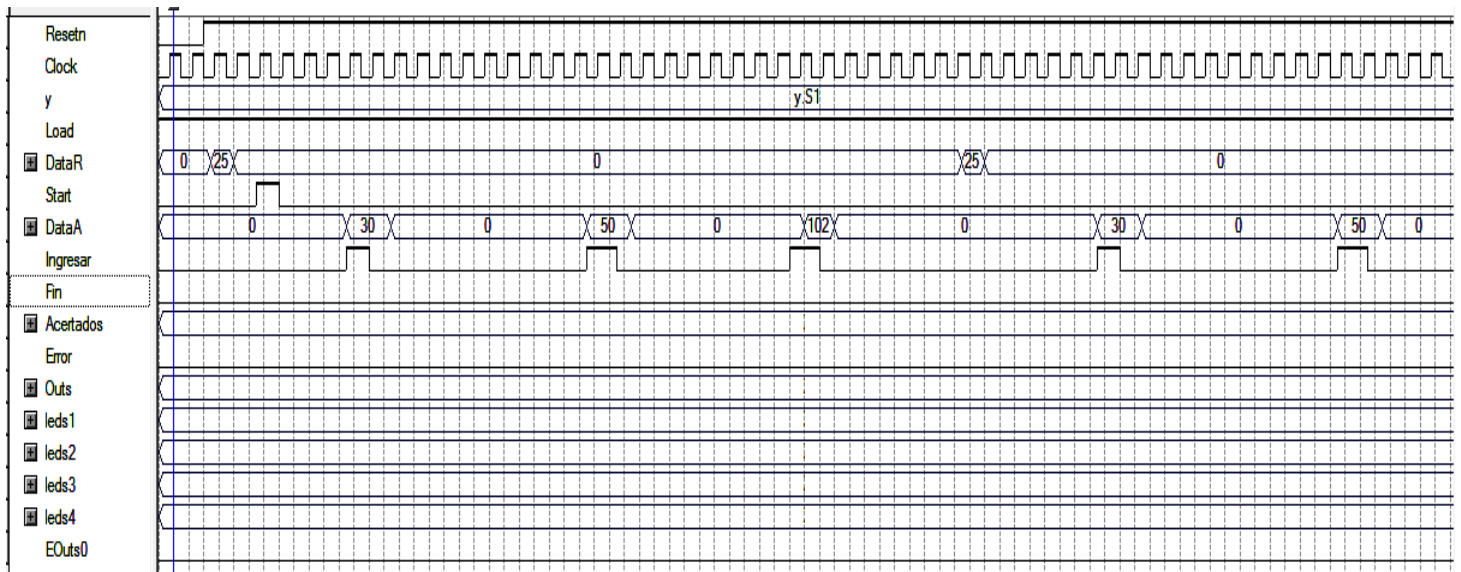 Resetn
Clock
y y.S1
Load
DataR 0 25 0 25 0
Start
DataA 0 30 0 50 0 102 0 30 0 50 0
Ingresar
Fin
Acertados
Error
Outs
leds1
leds2
leds3
leds4
EOuts0